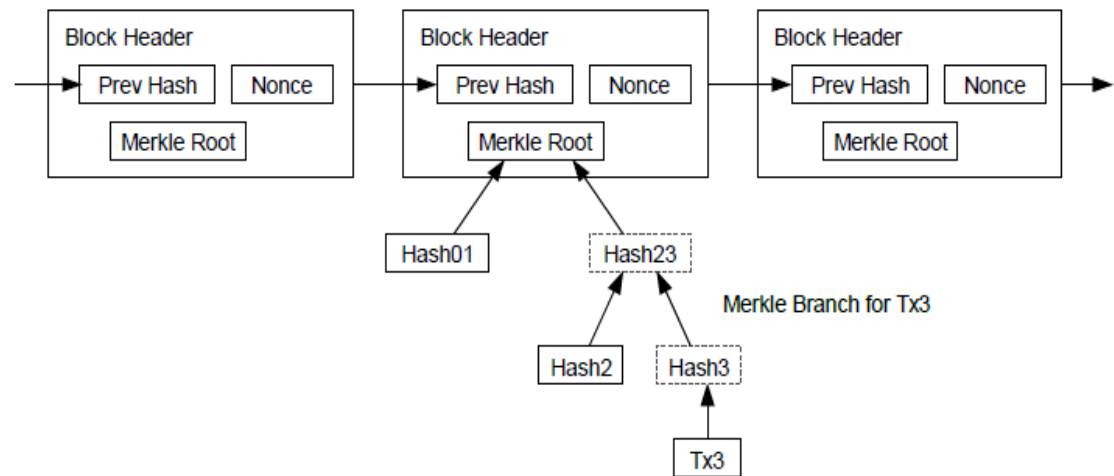 Block Header
Block Header
Block Header
Prev Hash
Nonce
Prev Hash
Nonce
Prev Hash
Nonce
Merkle Root
Merkle Root
Merkle Root
Hash01
Hash23
Merkle Branch for Tx3
Hash2
Hash3
Tx3